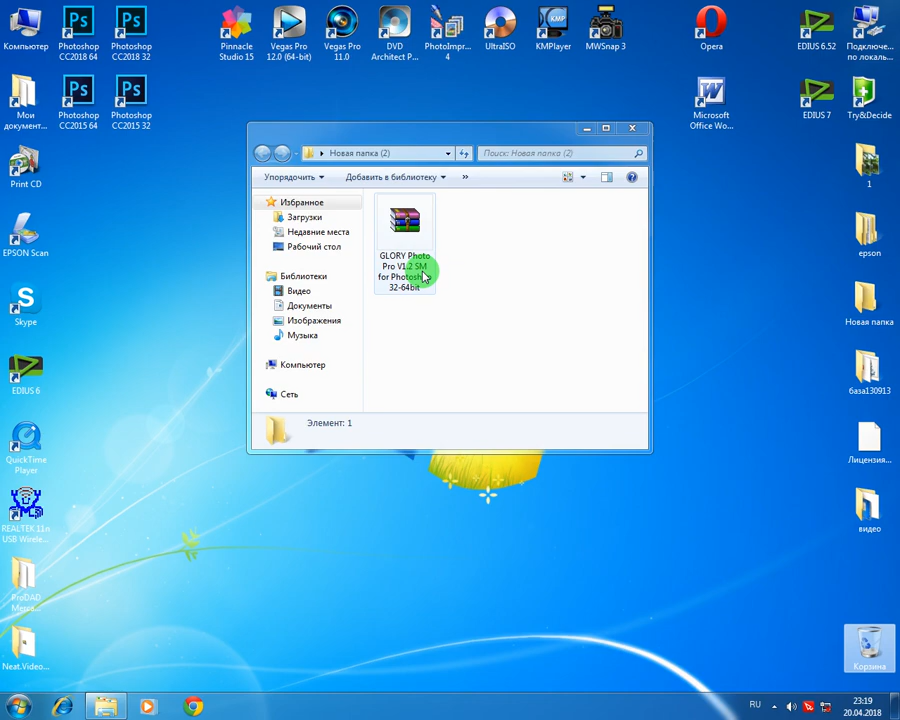 Компьютер
Photoshop
CC2018 64
Photoshop
CC2018 32
Pinnacle
Studio 15
Vegas Pro
12.0 (64-bit)
Vegas Pro
11.0
DVD
Architect P...
PhotoImpr...
4
UltraISO
KMP
KMPlayer
MWSnap 3
Opera
EDIUS 6.52
Подключе...
по локаль...
Мои
документ...
Photoshop
CC2015 64
Photoshop
CC2015 32
Microsoft
Office Wo...
EDIUS 7
Try&Decide
Print CD
EPSON Scan
Skype
EDIUS 6
QuickTime
Player
REALTEK 11n
USB Wirele...
ProDAD
Merca...
Neat.Video...
Новая папка (2)
Поиск: Новая папка (2)
Упорядочить
Добавить в библиотеку
»
Избранное
Загрузки
Недавние места
Рабочий стол
Библиотеки
Видео
Документы
Изображения
Музыка
Компьютер
Сеть
GLORY Photo
Pro V1.2 SM
for Photoshop
32-64bit
Элемент: 1
1
epson
Новая папка
база130913
Лицензия...
видео
Корзина
RU
23:19
20.04.2018